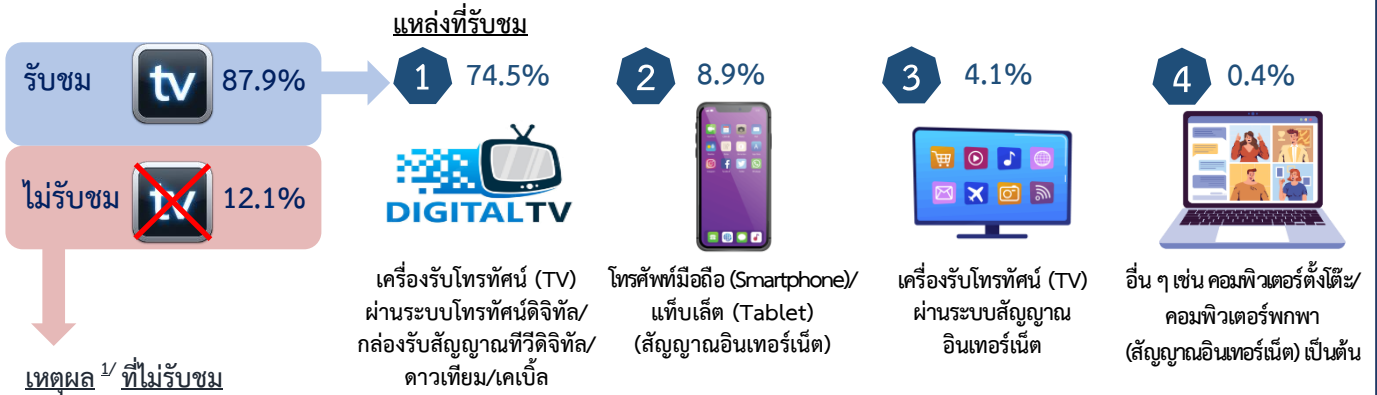 แหล่งที่รับชม
รับชม tv 87.9%
1 74.5%
2 8.9%
3 4.1%
4 0.4%
ไม่รับชม tv 12.1%
DIGITALTV
เครื่องรับโทรทัศน์ (TV)
ผ่านระบบโทรทัศน์ดิจิทัล/
กล่องรับสัญญาณทีวีดิจิทัล/
ดาวเทียม/เคเบิ้ล
โทรศัพท์มือถือ (Smartphone)/
แท็บเล็ต (Tablet)
(สัญญาณอินเทอร์เน็ต)
เครื่องรับโทรทัศน์ (TV)
ผ่านระบบสัญญาณ
อินเทอร์เน็ต
อื่น ๆ เช่น คอมพิวเตอร์ตั้งโต๊ะ/
คอมพิวเตอร์พกพา
(สัญญาณอินเทอร์เน็ต) เป็นต้น
เหตุผล 1/ ที่ไม่รับชม